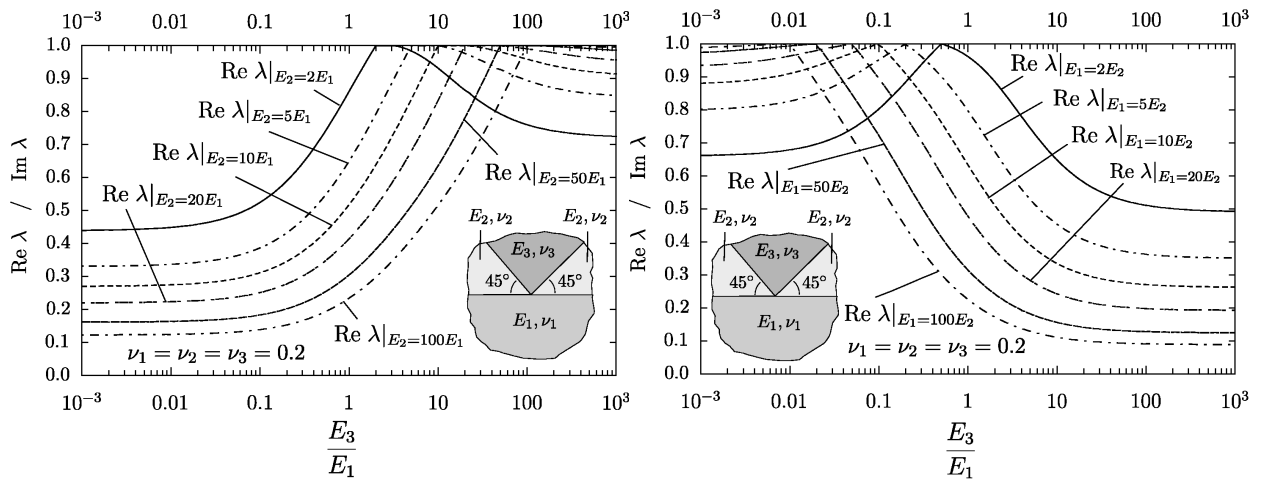 10⁻³ 0.01 0.1 1 10 100 10³
1.0
0.9
0.8
0.7
0.6
0.5
0.4
0.3
0.2
0.1
0.0
Re λ / Im λ
Re λ|E₂=2E₁
Re λ|E₂=5E₁
Re λ|E₂=10E₁
Re λ|E₂=20E₁
Re λ|E₂=50E₁
Re λ|E₂=100E₁
E₂, ν₂ E₂, ν₂
E₃, ν₃
45° 45°
E₁, ν₁
ν₁ = ν₂ = ν₃ = 0.2
10⁻³ 0.01 0.1 1 10 100 10³
E₃
E₁
10⁻³ 0.01 0.1 1 10 100 10³
1.0
0.9
0.8
0.7
0.6
0.5
0.4
0.3
0.2
0.1
0.0
Re λ / Im λ
Re λ|E₁=2E₂
Re λ|E₁=5E₂
Re λ|E₁=10E₂
Re λ|E₁=20E₂
Re λ|E₁=50E₂
E₂, ν₂ E₂, ν₂
E₃, ν₃
45° 45°
E₁, ν₁
Re λ|E₁=100E₂
ν₁ = ν₂ = ν₃ = 0.2
10⁻³ 0.01 0.1 1 10 100 10³
E₃
E₁